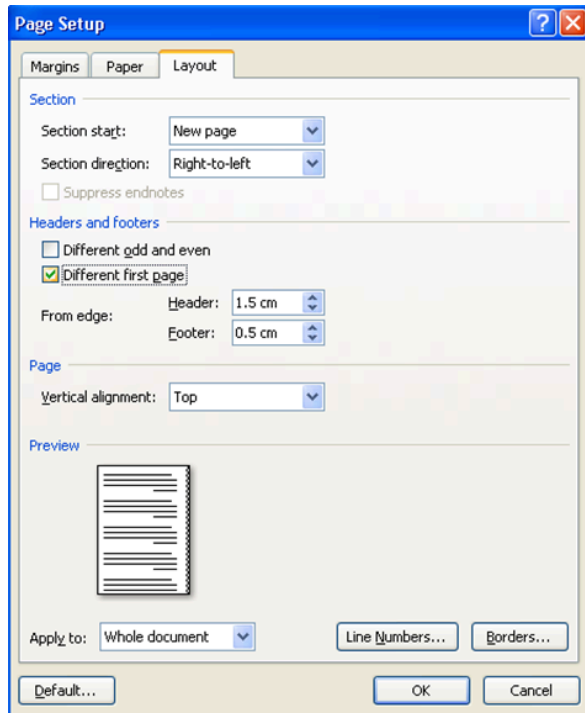 Page Setup
Margins Paper Layout
Section
Section start: New page
Section direction: Right-to-left
Suppress endnotes
Headers and footers
Different odd and even
Different first page
From edge:
Header: 1.5 cm
Footer: 0.5 cm
Page
Vertical alignment: Top
Preview
Apply to: Whole document Line Numbers... Borders...
Default... OK Cancel